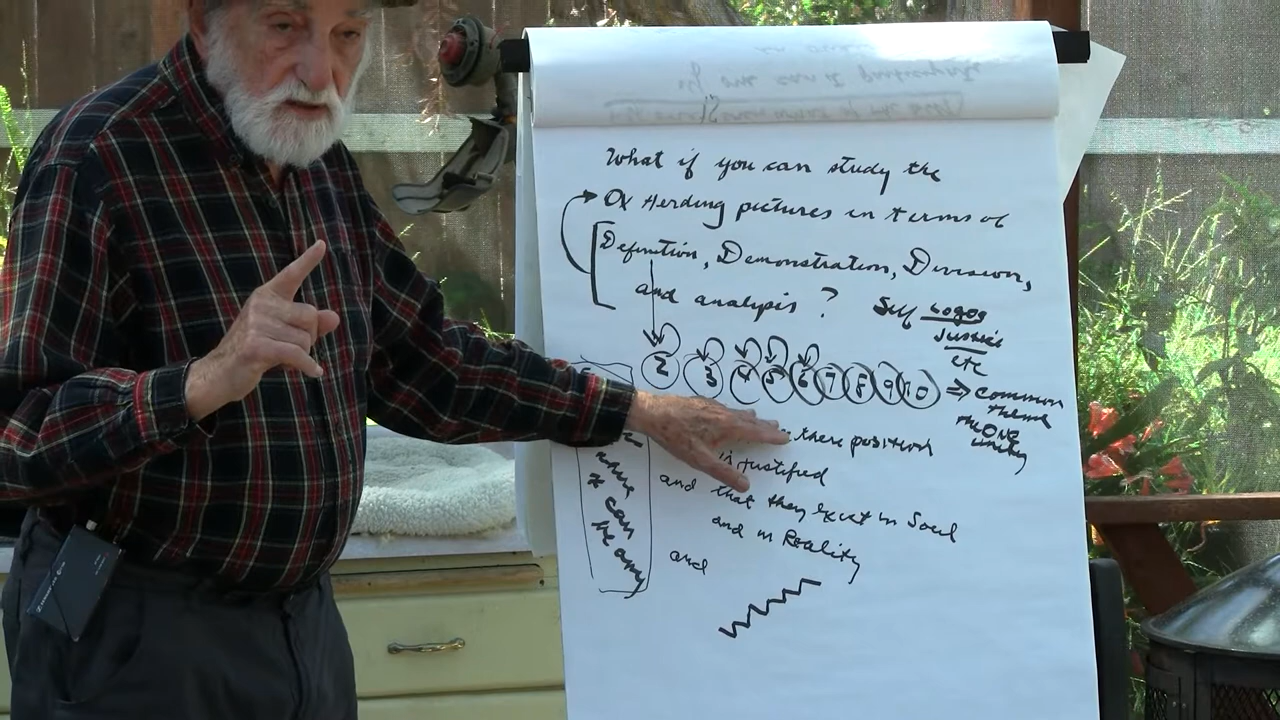 What if you can study the
Ox Herding pictures in terms of
Definition, Demonstration, Division,
and analysis?
Self Logos
Justice
etc
2 3 4 5 6 7 8 9 10 ⇒ common
theme
The One
unity
these position
is justified
and that they exist in Soul
and in Reality
and
can
be any